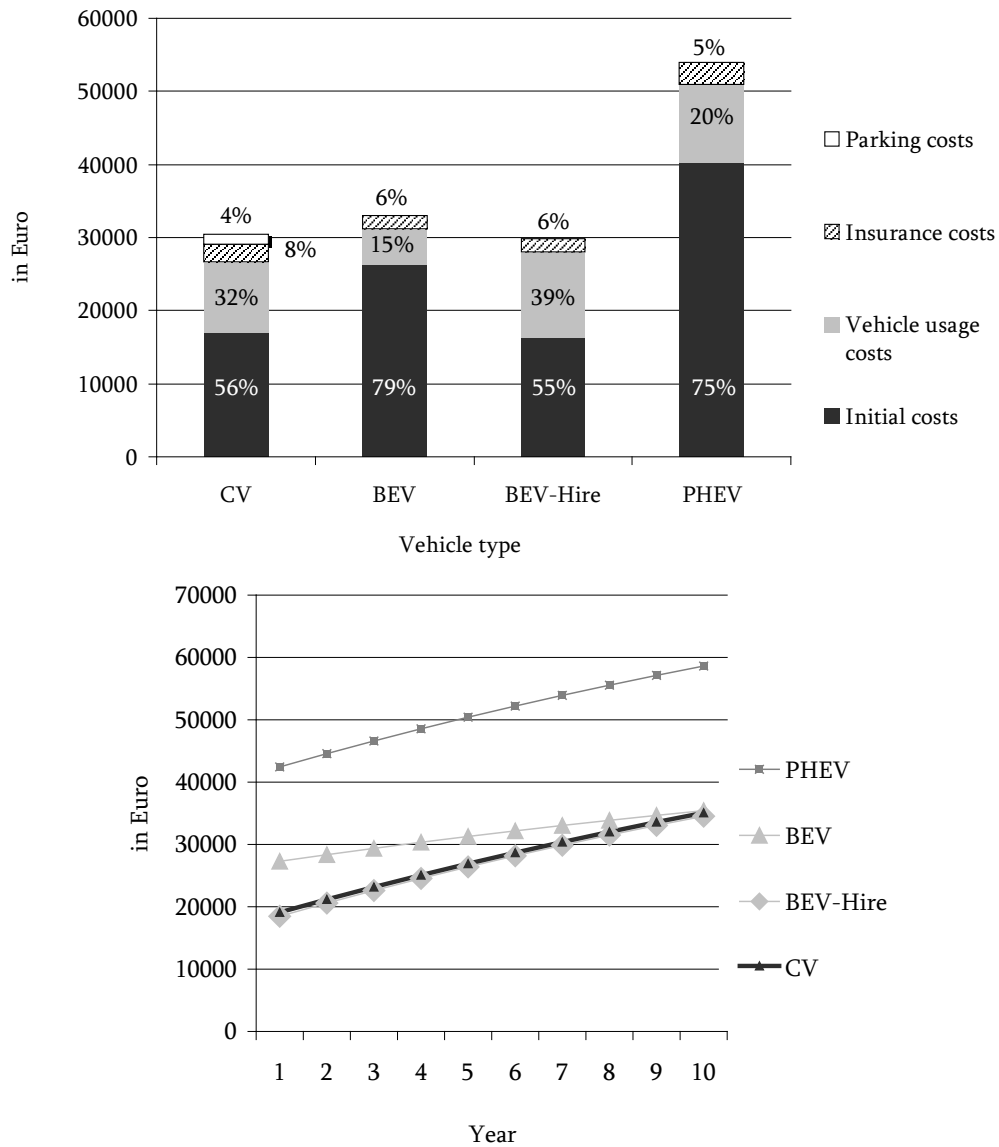 60000
50000
40000
30000
20000
10000
0
in Euro
4%
8%
32%
56%
6%
15%
79%
6%
39%
55%
5%
20%
75%
CV
BEV
BEV-Hire
PHEV
Vehicle type
Parking costs
Insurance costs
Vehicle usage
costs
Initial costs
70000
60000
50000
40000
30000
20000
10000
0
in Euro
1 2 3 4 5 6 7 8 9 10
Year
PHEV
BEV
BEV-Hire
CV